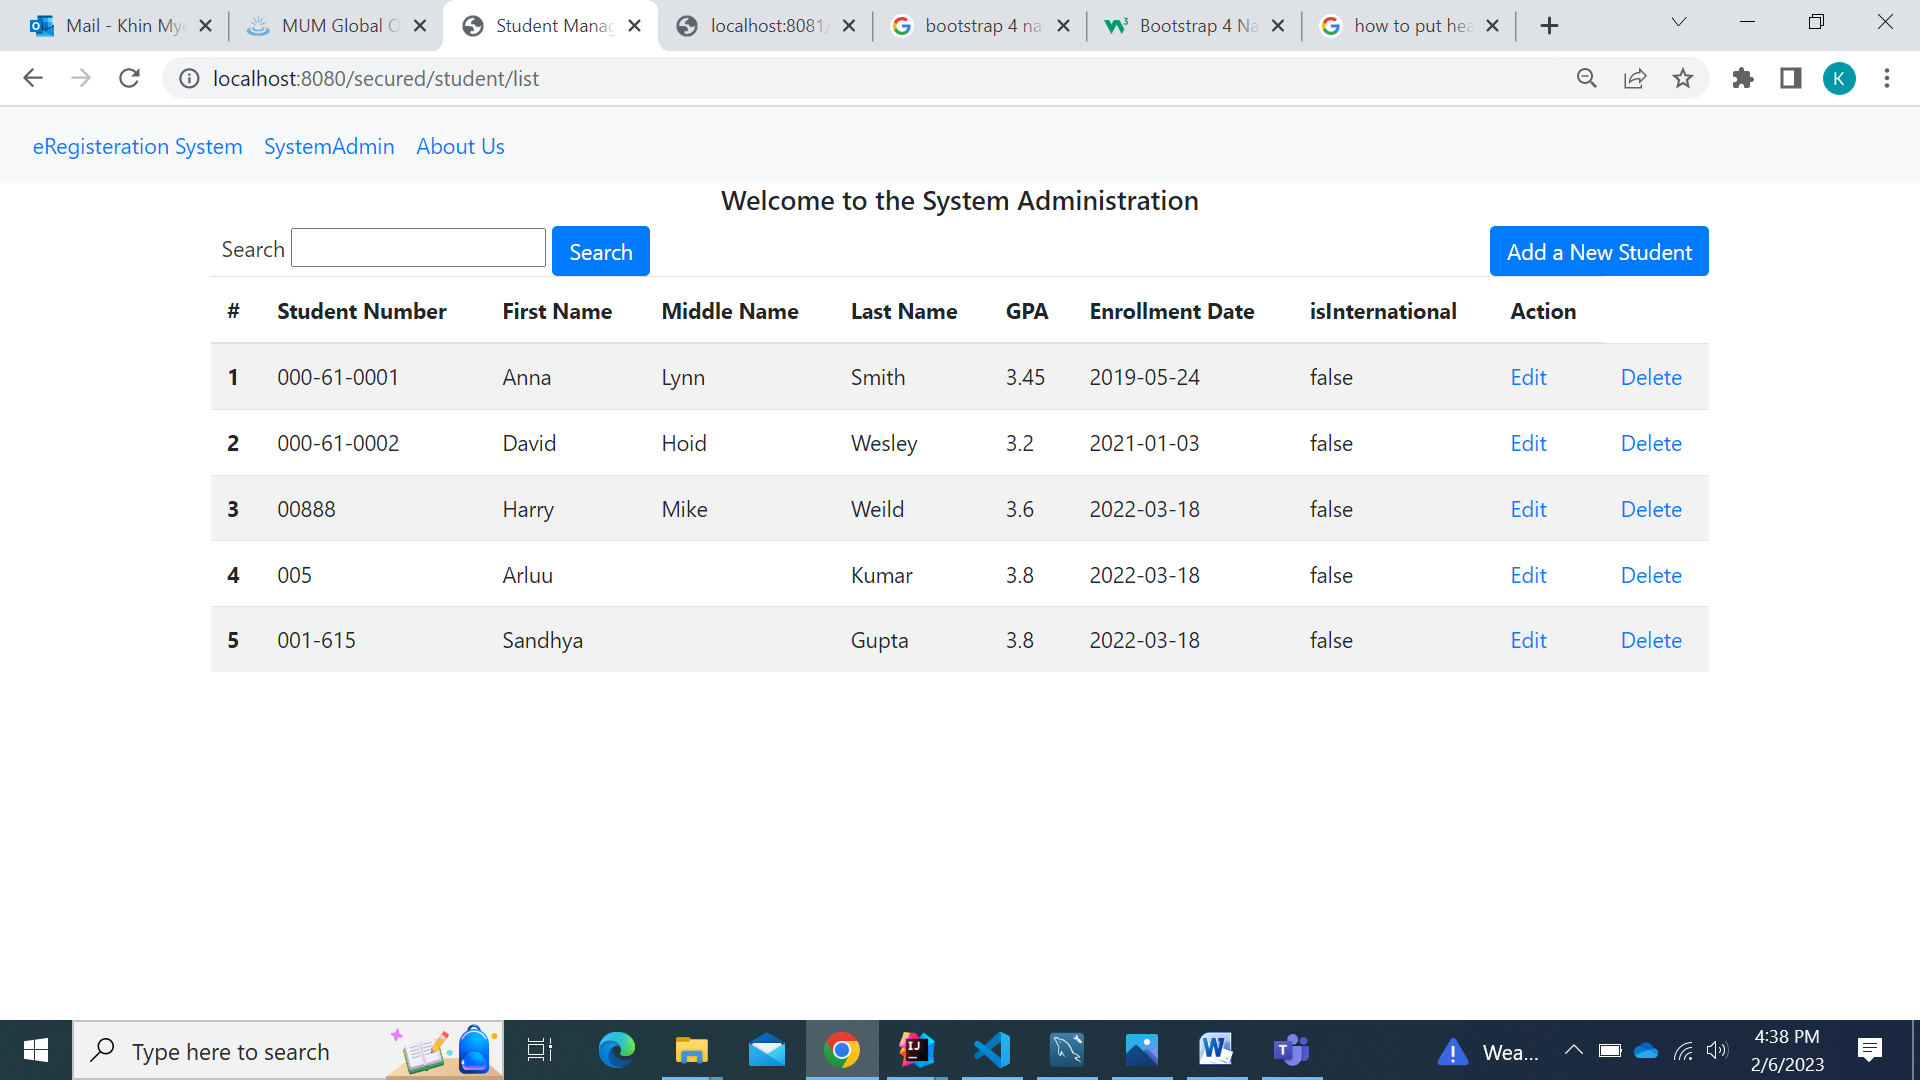 Mail - Khin My
MUM Global O
Student Manag
localhost:8081/
bootstrap 4 na
Bootstrap 4 Na
how to put hea
localhost:8080/secured/student/list
K
eRegisteration System SystemAdmin About Us
Welcome to the System Administration
Search Search Add a New Student
# Student Number First Name Middle Name Last Name GPA Enrollment Date isInternational Action
1 000-61-0001 Anna Lynn Smith 3.45 2019-05-24 false Edit Delete
2 000-61-0002 David Hoid Wesley 3.2 2021-01-03 false Edit Delete
3 00888 Harry Mike Weild 3.6 2022-03-18 false Edit Delete
4 005 Arluu Kumar 3.8 2022-03-18 false Edit Delete
5 001-615 Sandhya Gupta 3.8 2022-03-18 false Edit Delete
Type here to search
Wea...
4:38 PM
2/6/2023